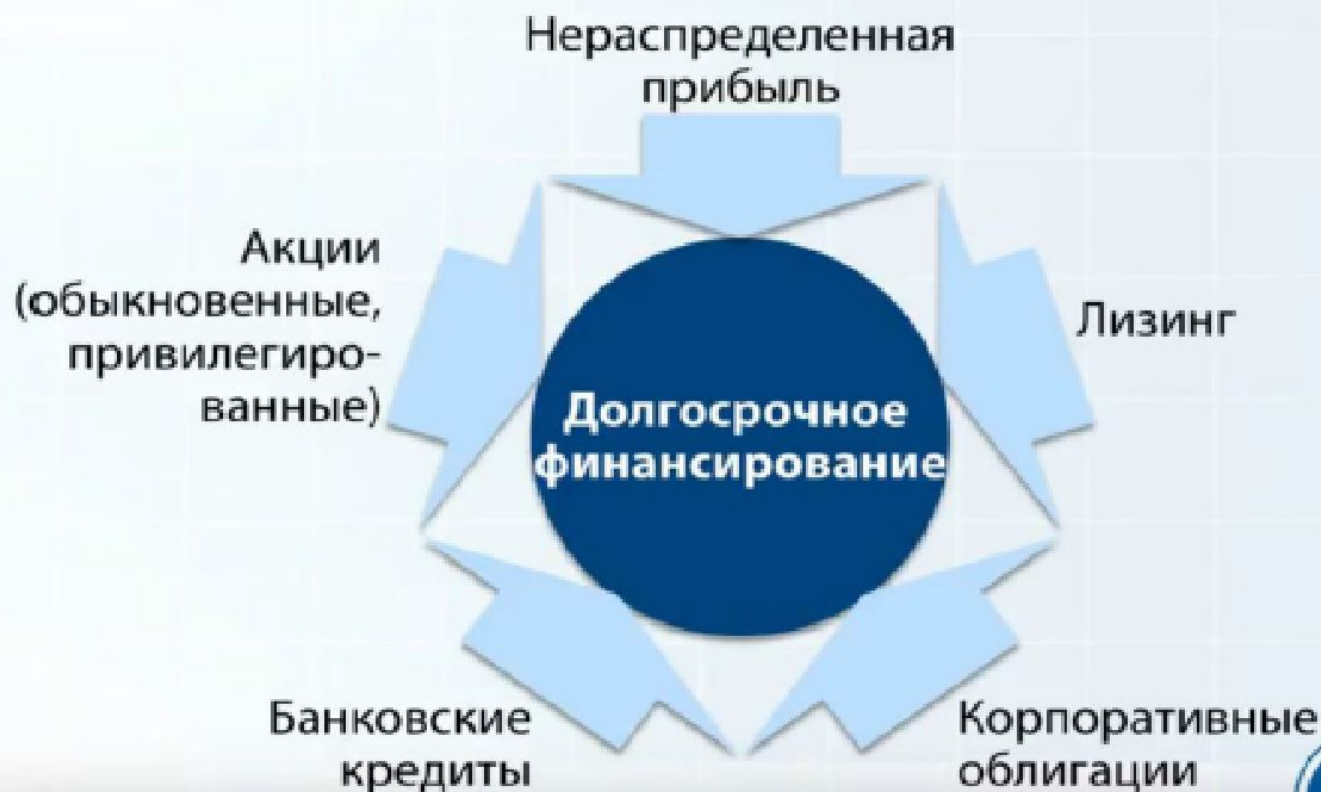 Нераспределенная
прибыль
Акции
(обыкновенные,
привилегиро-
ванные)
Лизинг
Долгосрочное
финансирование
Банковские
кредиты
Корпоративные
облигации